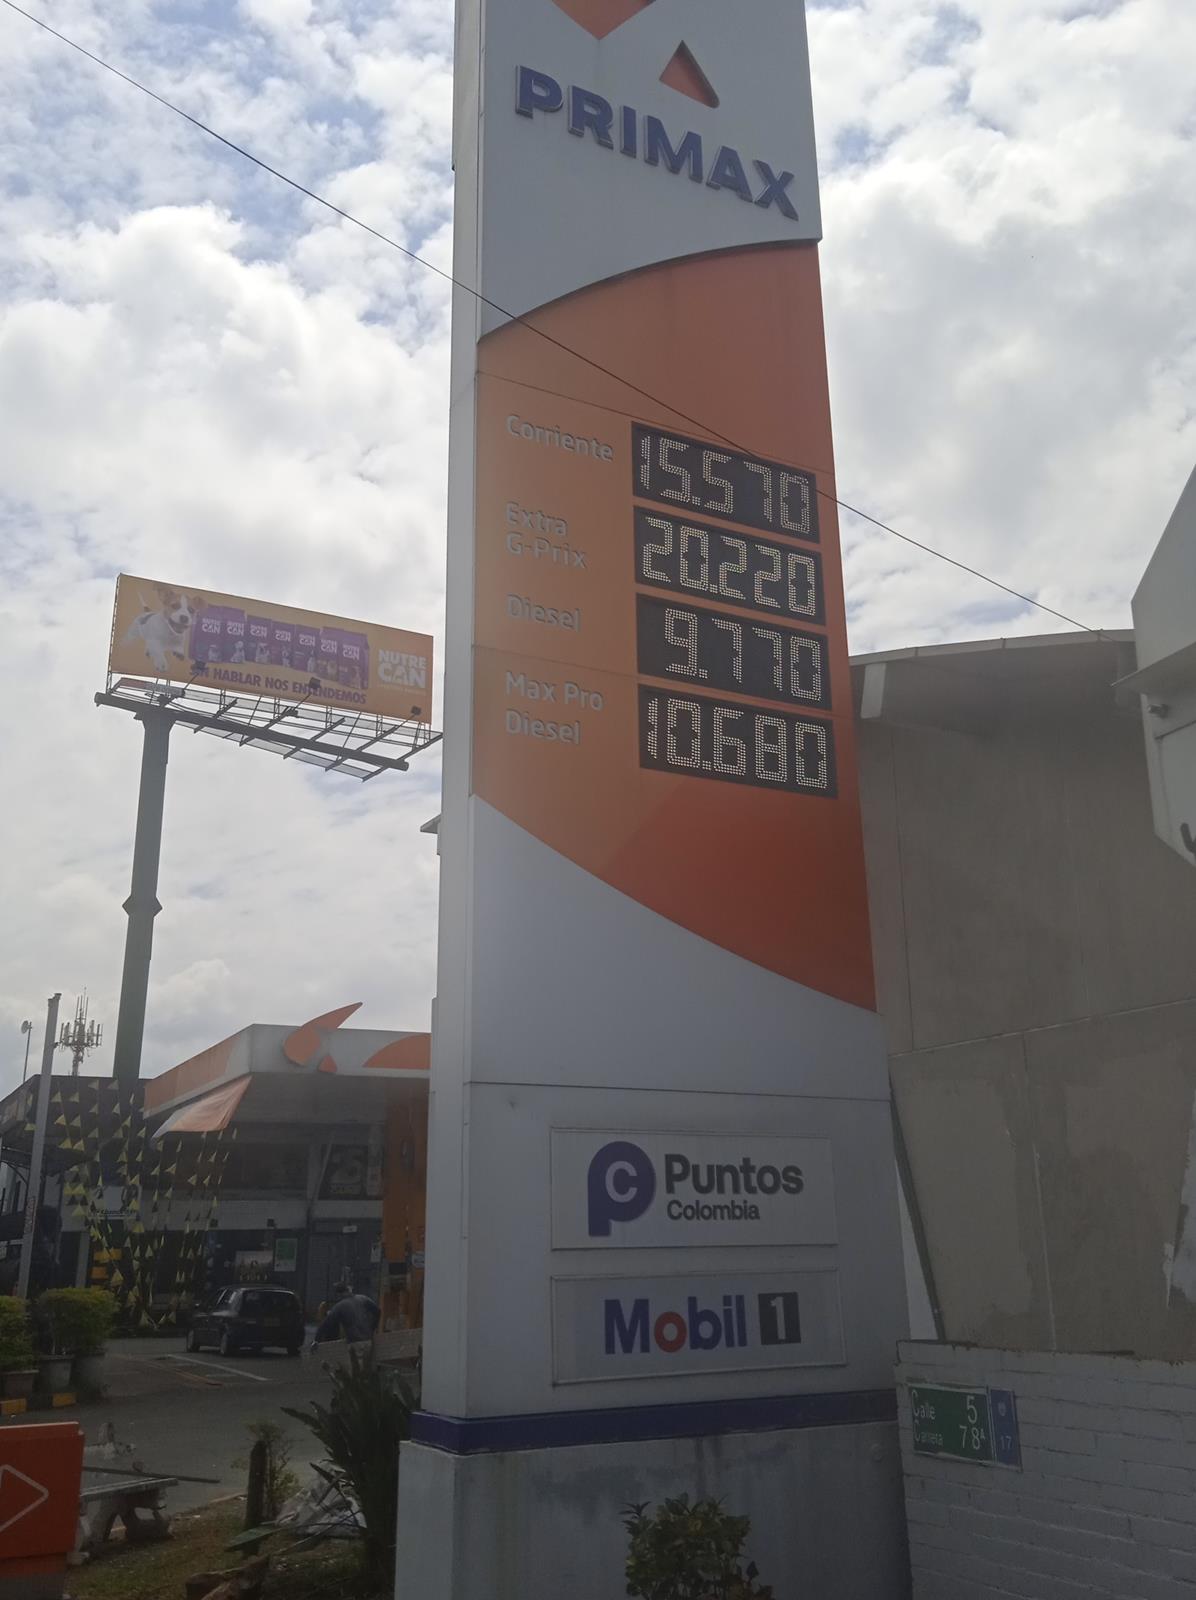 PRIMAX
Corriente 15.570
Extra
G-Prix 20.220
Diesel 9.770
Max Pro
Diesel 10.680
NUTRE
CAN
SIN HABLAR NOS ENTENDEMOS
Puntos
Colombia
Mobil 1
Calle 5
Carrera 78A
17